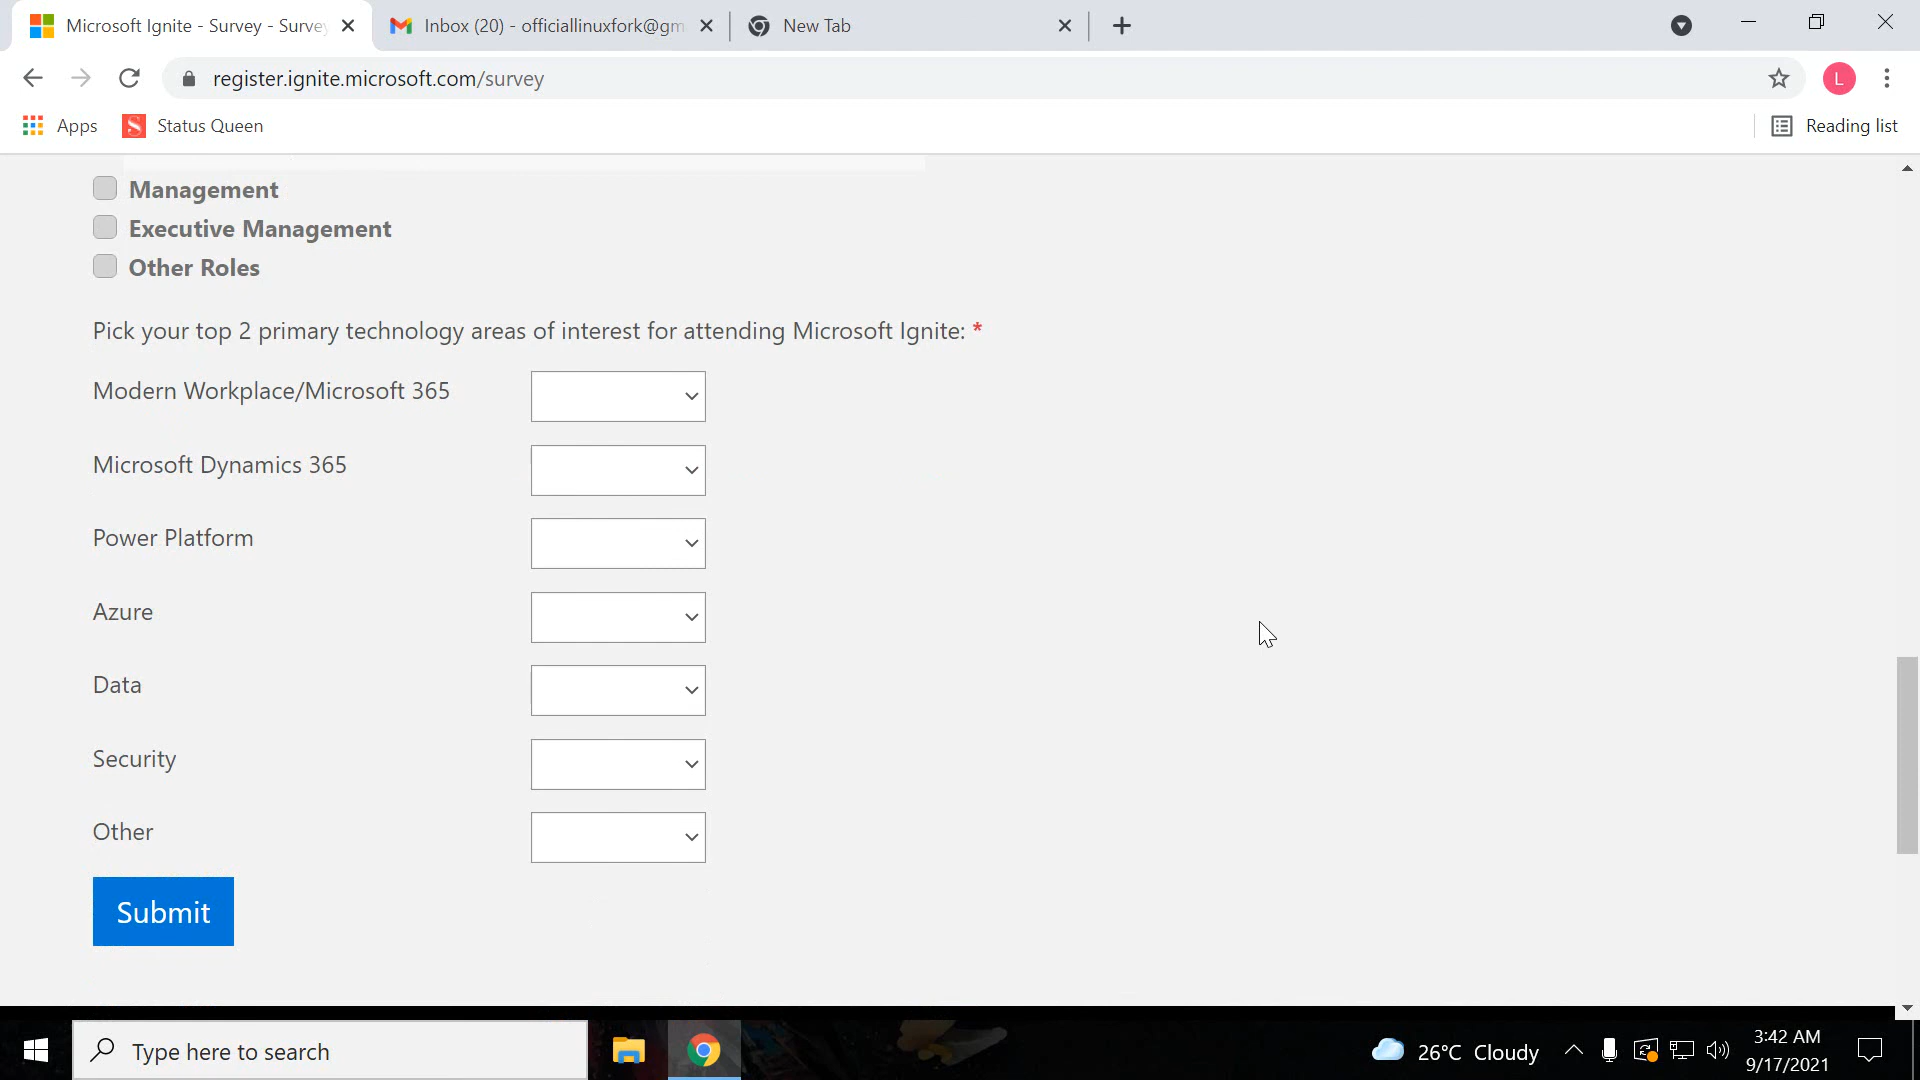 Microsoft Ignite - Survey - Surve
Inbox (20) - officiallinuxfork@gm
New Tab
register.ignite.microsoft.com/survey
L
Apps
Status Queen
Reading list
Management
Executive Management
Other Roles
Pick your top 2 primary technology areas of interest for attending Microsoft Ignite: *
Modern Workplace/Microsoft 365
Microsoft Dynamics 365
Power Platform
Azure
Data
Security
Other
Submit
Type here to search
26°C Cloudy
3:42 AM
9/17/2021